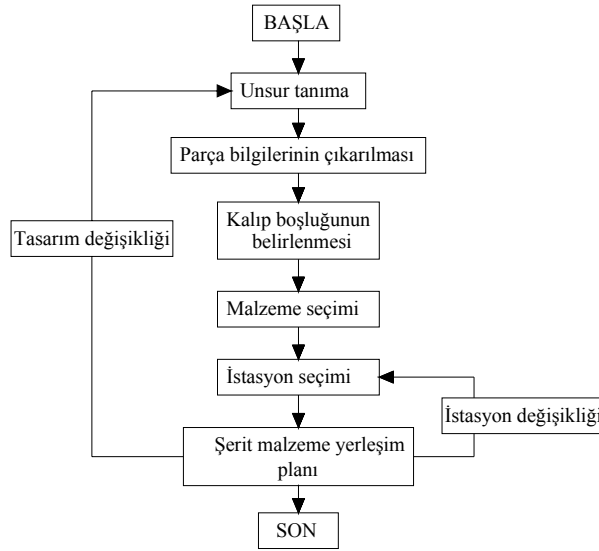 BAŞLA
Unsur tanıma
Parça bilgilerinin çıkarılması
Kalıp boşluğunun
belirlenmesi
Tasarım değişikliği
Malzeme seçimi
İstasyon seçimi
İstasyon değişikliği
Şerit malzeme yerleşim
planı
SON